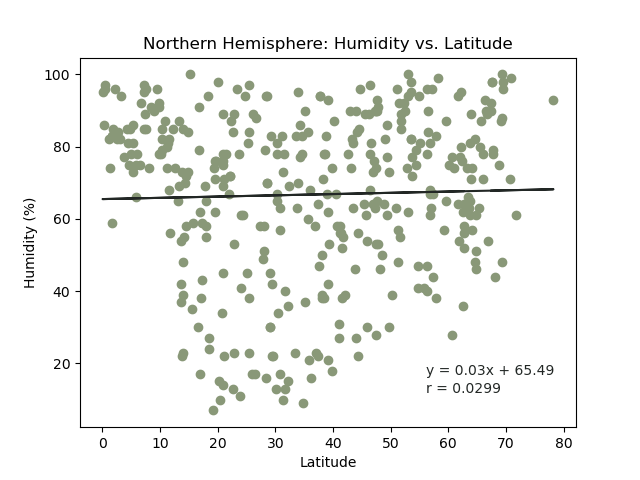 Northern Hemisphere: Humidity vs. Latitude
100
80
60
40
20
Humidity (%)
y = 0.03x + 65.49
r = 0.0299
0 10 20 30 40 50 60 70 80
Latitude